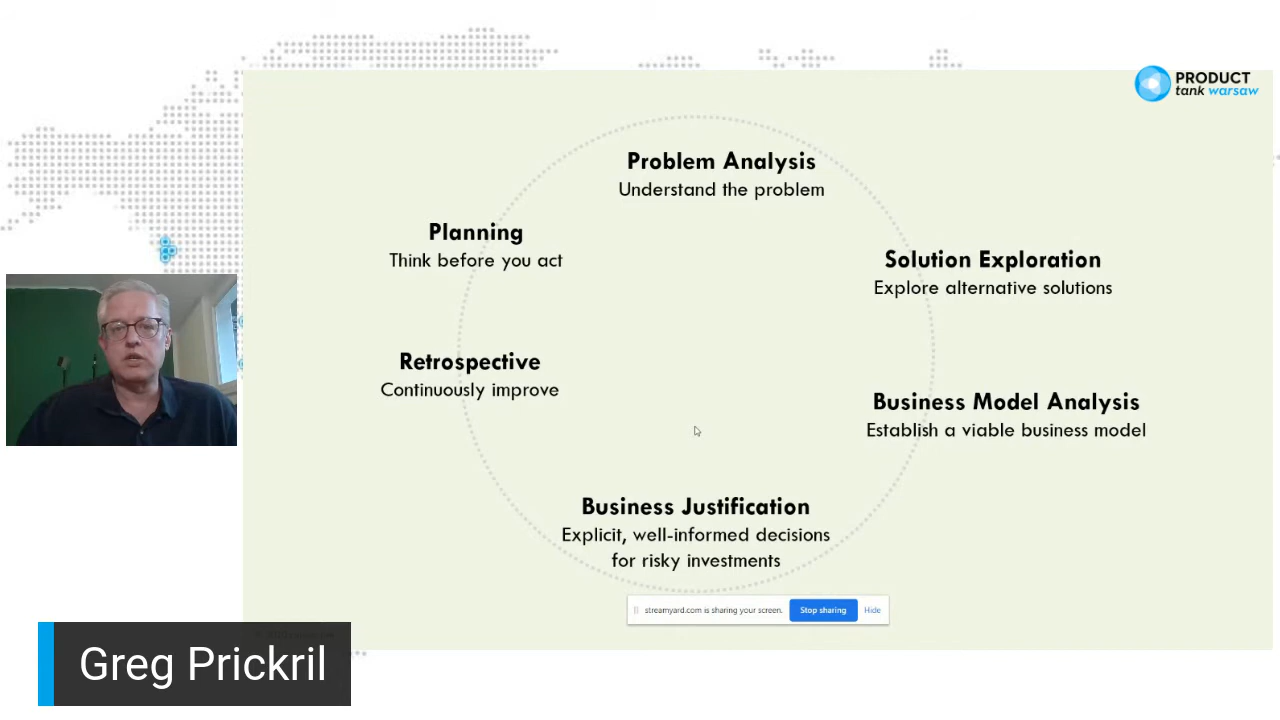 PRODUCT
tank warsaw
Problem Analysis
Understand the problem
Planning
Think before you act
Solution Exploration
Explore alternative solutions
Retrospective
Continuously improve
Business Model Analysis
Establish a viable business model
Business Justification
Explicit, well-informed decisions
for risky investments
streamyard.com is sharing your screen.
Stop sharing
Hide
Greg Prickril